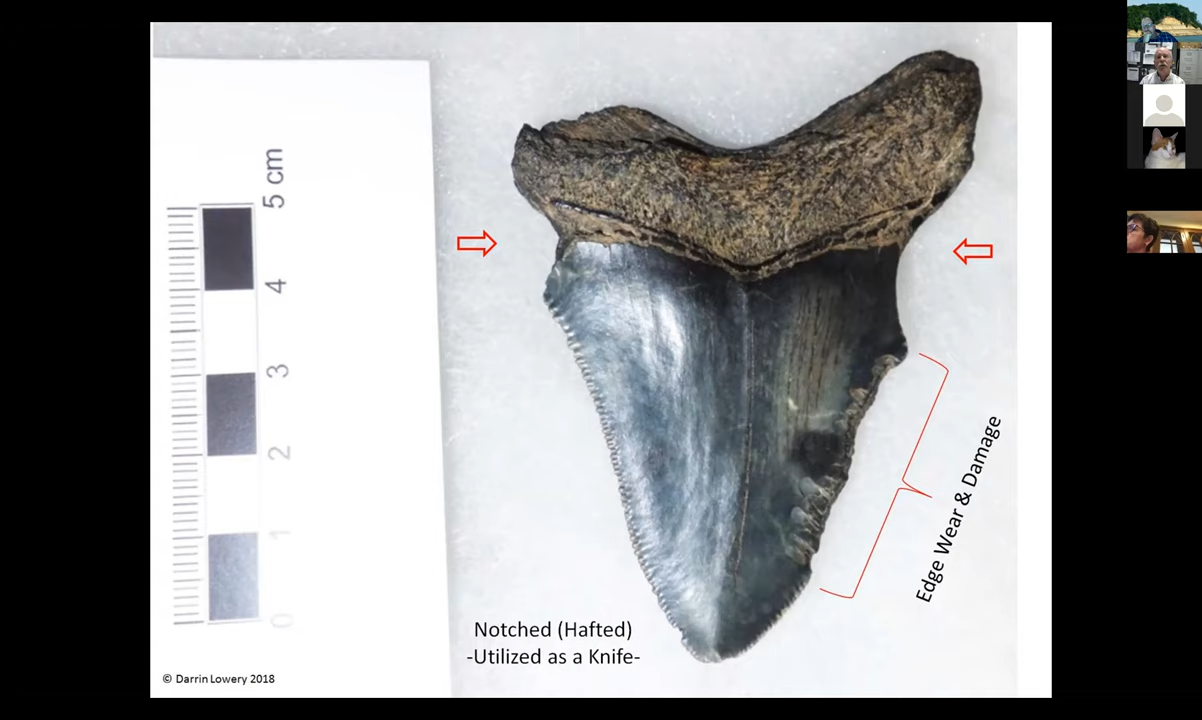 5 cm
4
3
2
1
0
Edge Wear & Damage
Notched (Hafted)
-Utilized as a Knife-
© Darrin Lowery 2018